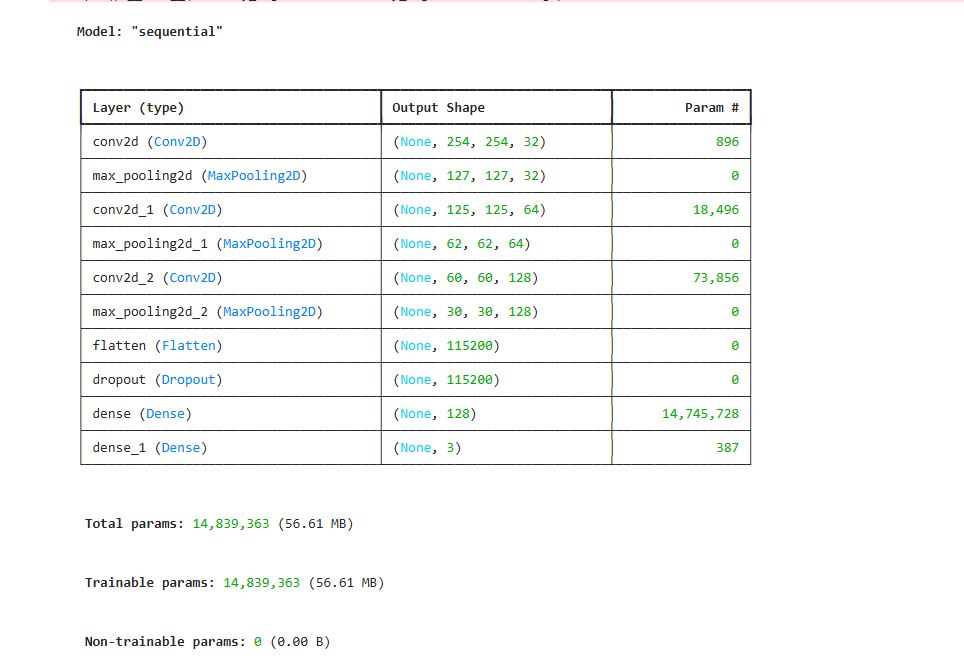 Model: "sequential"
Layer (type) Output Shape Param #
conv2d (Conv2D) (None, 254, 254, 32) 896
max_pooling2d (MaxPooling2D) (None, 127, 127, 32) 0
conv2d_1 (Conv2D) (None, 125, 125, 64) 18,496
max_pooling2d_1 (MaxPooling2D) (None, 62, 62, 64) 0
conv2d_2 (Conv2D) (None, 60, 60, 128) 73,856
max_pooling2d_2 (MaxPooling2D) (None, 30, 30, 128) 0
flatten (Flatten) (None, 115200) 0
dropout (Dropout) (None, 115200) 0
dense (Dense) (None, 128) 14,745,728
dense_1 (Dense) (None, 3) 387
Total params: 14,839,363 (56.61 MB)
Trainable params: 14,839,363 (56.61 MB)
Non-trainable params: 0 (0.00 B)